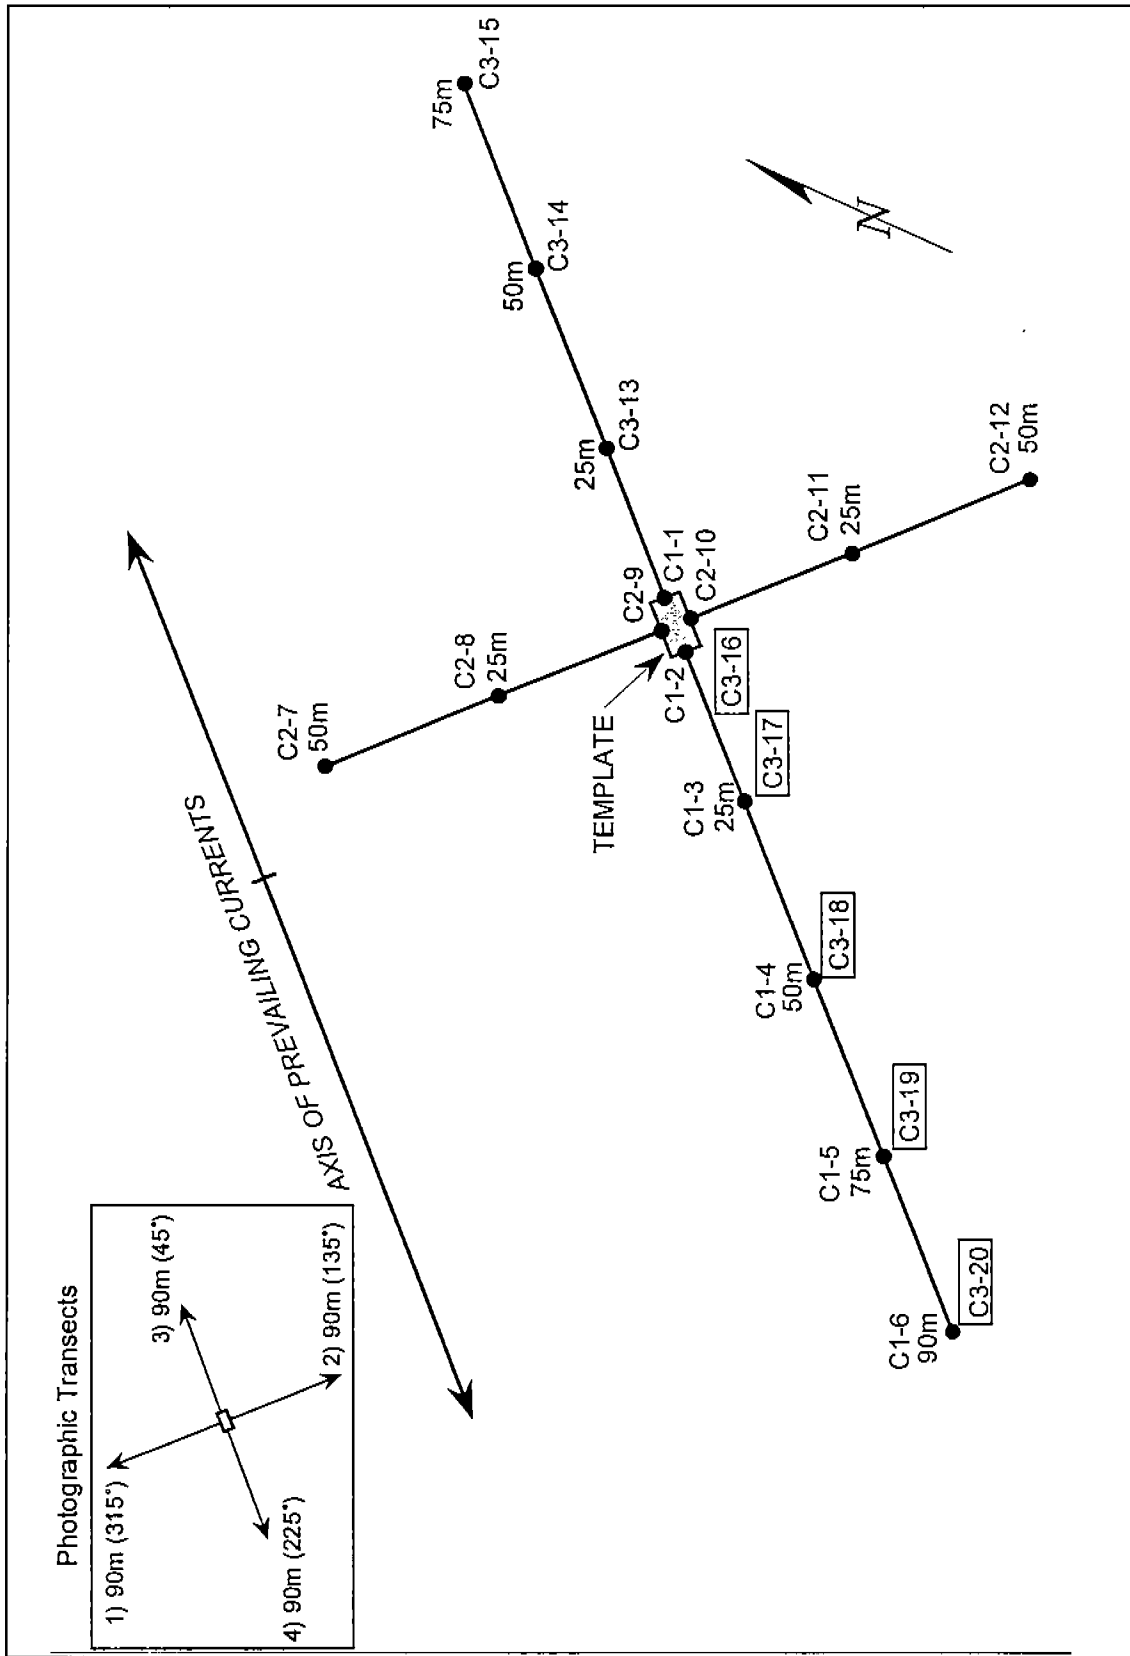 Photographic Transects
1) 90m (315°)
3) 90m (45°)
4) 90m (225°)
2) 90m (135°)
AXIS OF PREVAILING CURRENTS
C2-7
50m
C2-8
25m
C2-9
TEMPLATE
C1-1
C2-10
C1-2
C3-16
C1-3
25m
C3-17
C1-4
50m
C3-18
C1-5
75m
C3-19
C1-6
90m
C3-20
25m
C3-13
50m
C3-14
75m
C3-15
C2-11
25m
C2-12
50m
N